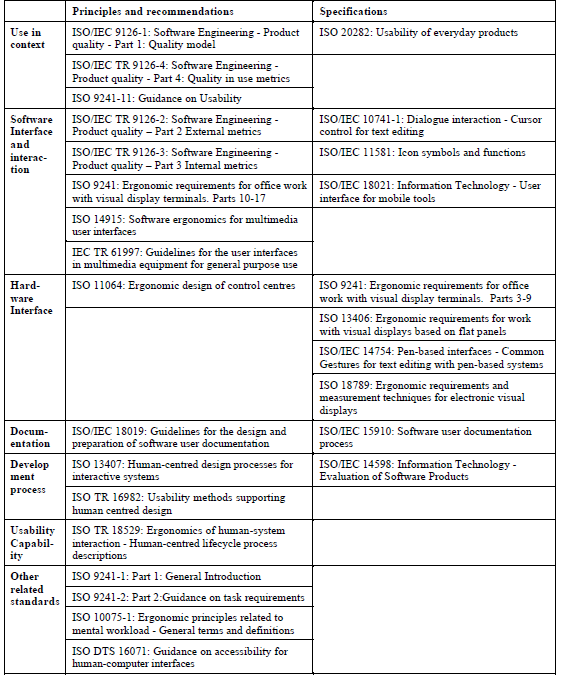 Principles and recommendations
Specifications
Use in
context
ISO/IEC 9126-1: Software Engineering - Product
quality - Part 1: Quality model
ISO 20282: Usability of everyday products
ISO/IEC TR 9126-4: Software Engineering -
Product quality - Part 4: Quality in use metrics
ISO 9241-11: Guidance on Usability
Software
Interface
and
interac-
tion
ISO/IEC TR 9126-2: Software Engineering -
Product quality – Part 2 External metrics
ISO/IEC 10741-1: Dialogue interaction - Cursor
control for text editing
ISO/IEC TR 9126-3: Software Engineering -
Product quality – Part 3 Internal metrics
ISO/IEC 11581: Icon symbols and functions
ISO 9241: Ergonomic requirements for office work
with visual display terminals. Parts 10-17
ISO/IEC 18021: Information Technology - User
interface for mobile tools
ISO 14915: Software ergonomics for multimedia
user interfaces
IEC TR 61997: Guidelines for the user interfaces
in multimedia equipment for general purpose use
Hard-
ware
Interface
ISO 11064: Ergonomic design of control centres
ISO 9241: Ergonomic requirements for office
work with visual display terminals. Parts 3-9
ISO 13406: Ergonomic requirements for work
with visual displays based on flat panels
ISO/IEC 14754: Pen-based interfaces - Common
Gestures for text editing with pen-based systems
ISO 18789: Ergonomic requirements and
measurement techniques for electronic visual
displays
Docum-
entation
ISO/IEC 18019: Guidelines for the design and
preparation of software user documentation
ISO/IEC 15910: Software user documentation
process
Develop
ment
process
ISO 13407: Human-centred design processes for
interactive systems
ISO/IEC 14598: Information Technology -
Evaluation of Software Products
ISO TR 16982: Usability methods supporting
human centred design
Usability
Capabil-
ity
ISO TR 18529: Ergonomics of human-system
interaction - Human-centred lifecycle process
descriptions
Other
related
standards
ISO 9241-1: Part 1: General Introduction
ISO 9241-2: Part 2:Guidance on task requirements
ISO 10075-1: Ergonomic principles related to
mental workload - General terms and definitions
ISO DTS 16071: Guidance on accessibility for
human-computer interfaces